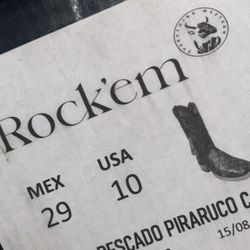 Rock'em
MEX USA
29 10
PESCADO PIRARUCO C
15/08